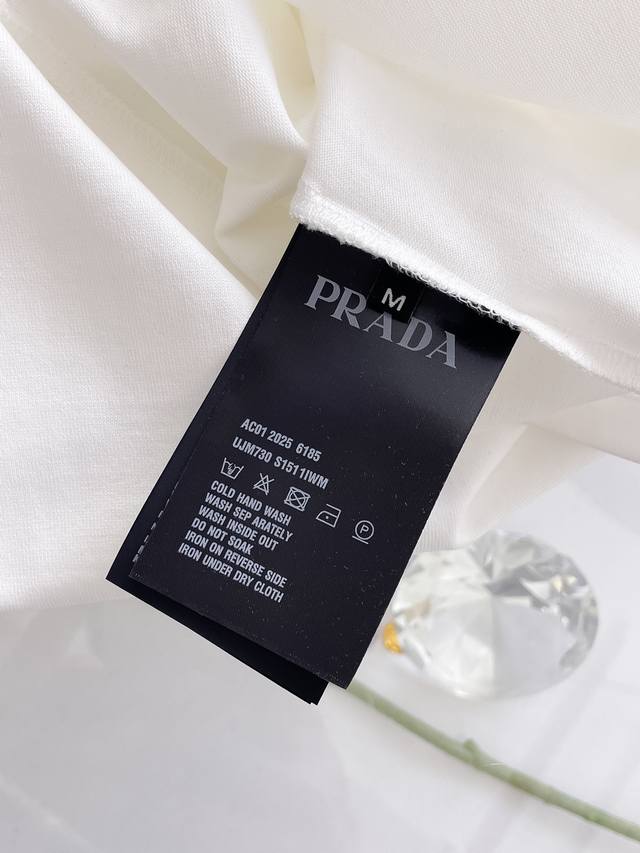 M
PRADA
AC01 2025 6185
UJM730 S1511IWM
P
COLD HAND WASH
WASH SEP ARATELY
WASH INSIDE OUT
DO NOT SOAK
IRON ON REVERSE SIDE
IRON UNDER DRY CLOTH